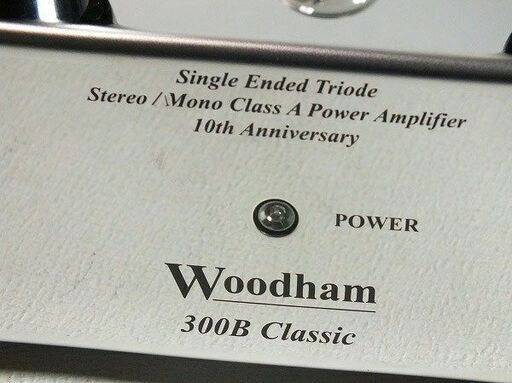 Single Ended Triode
Stereo / Mono Class A Power Amplifier
10th Anniversary
POWER
Woodham
300B Classic